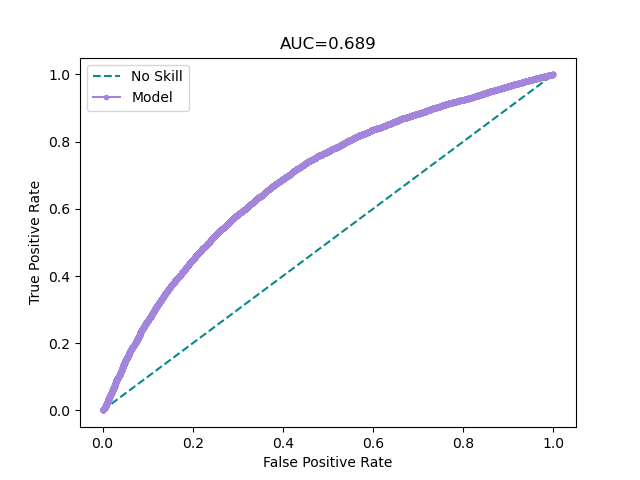 AUC=0.689
No Skill
Model
True Positive Rate
1.0
0.8
0.6
0.4
0.2
0.0
0.0 0.2 0.4 0.6 0.8 1.0
False Positive Rate